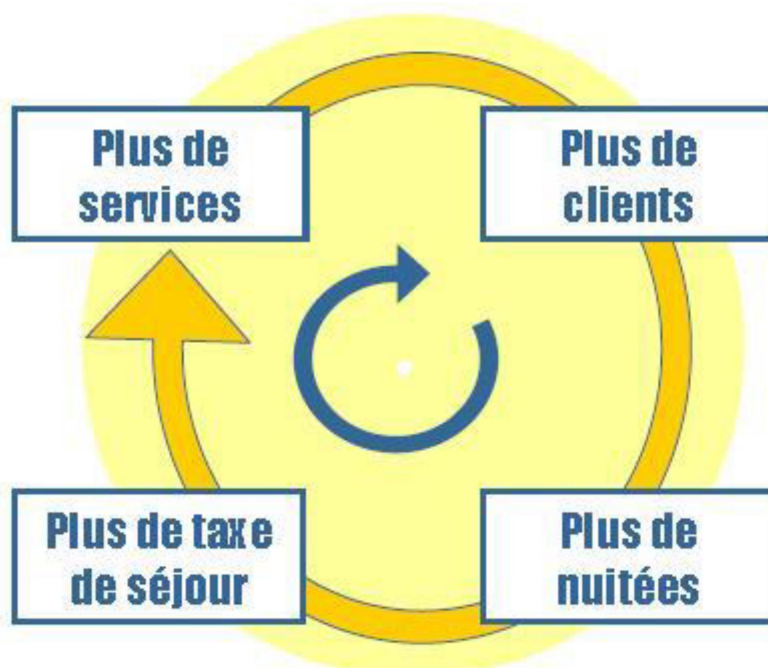 Plus de
services
Plus de
clients
Plus de taxe
de séjour
Plus de
nuitées